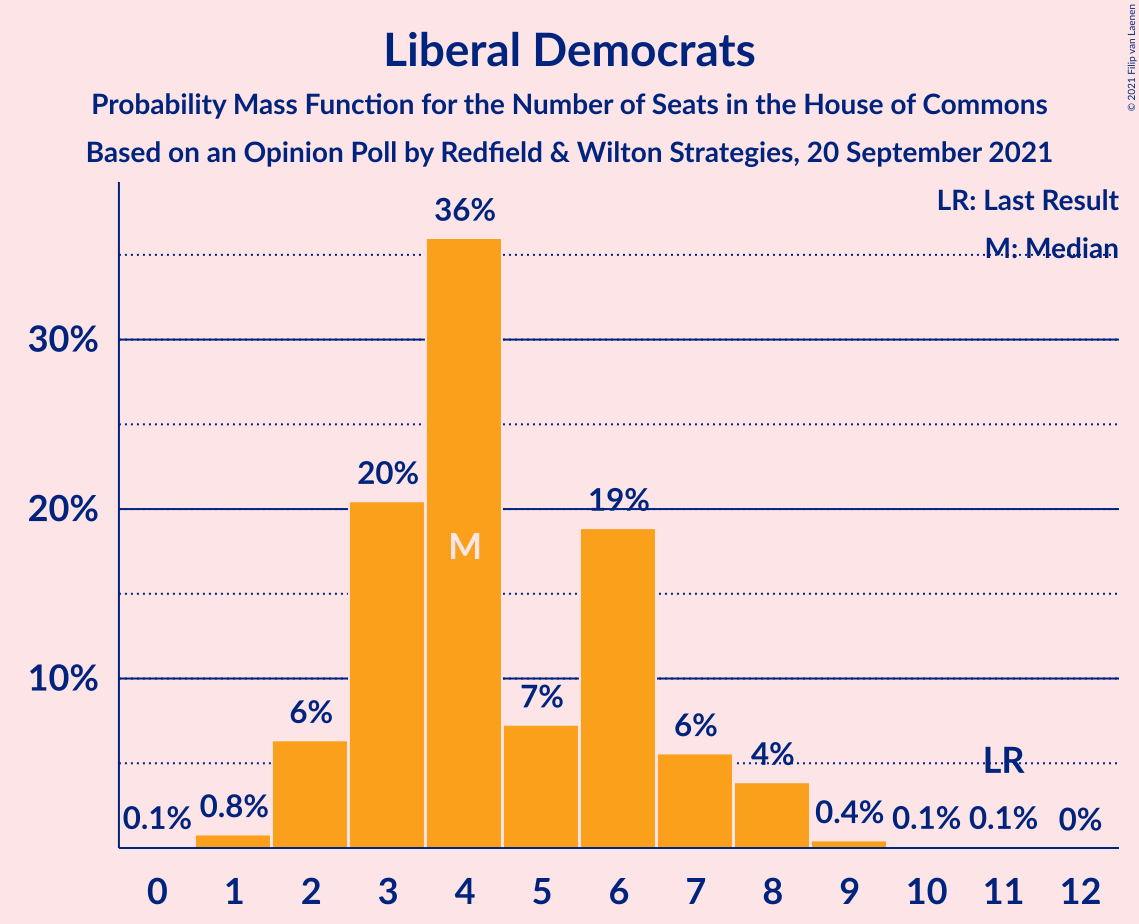 Liberal Democrats
Probability Mass Function for the Number of Seats in the House of Commons
Based on an Opinion Poll by Redfield & Wilton Strategies, 20 September 2021
© 2021 Filip van Laenen
LR: Last Result
M: Median
36%
30%
20%
19%
20%
M
10%
7%
6%
6%
4%
LR
0.1%
0.8%
0.4%
0.1%
0.1%
0%
0 1 2 3 4 5 6 7 8 9 10 11 12